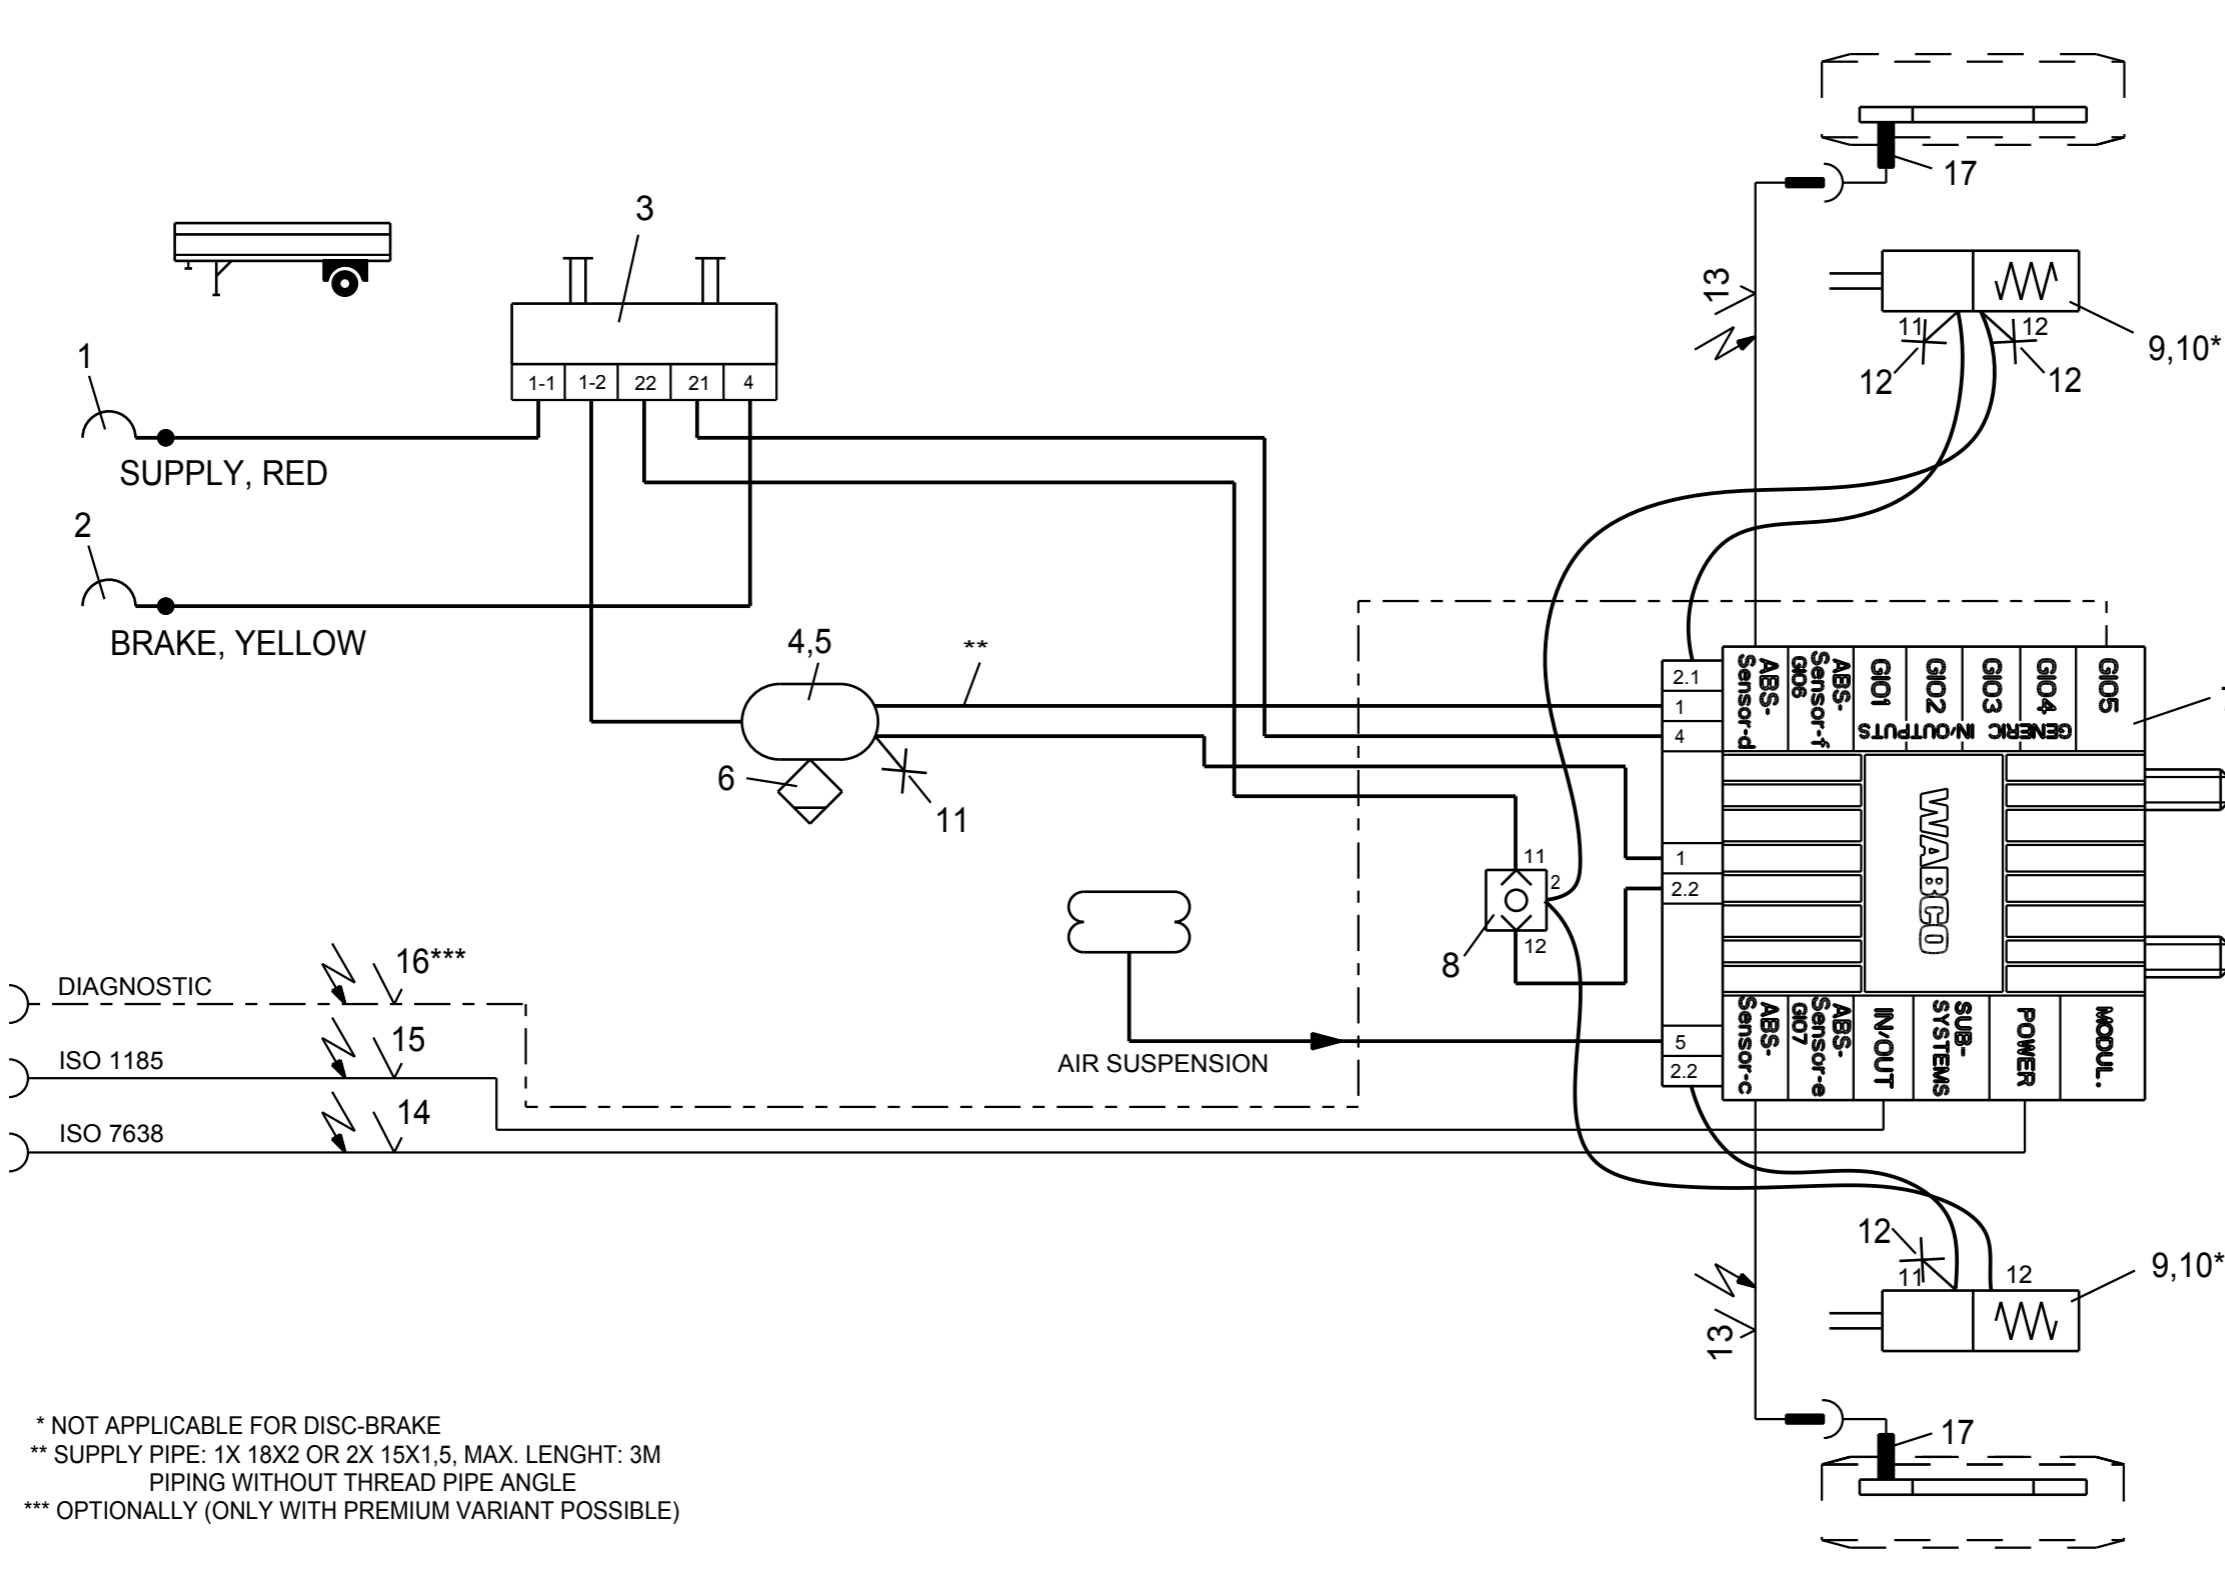 17
3
13
11
12
9,10*
12
12
1
1-1
1-2
22
21
4
SUPPLY, RED
2
BRAKE, YELLOW
4,5
**
2.1
1
4
ABS-
Sensor-d
ABS-
Sensor-f
GIO6
GIO1
GIO2
GIO3
GIO4
GIO5
GENERIC IN/OUTPUTS
6
11
WABCO
11
2
1
2.2
8
12
16***
DIAGNOSTIC
15
ISO 1185
14
ISO 7638
AIR SUSPENSION
5
2.2
ABS-
Sensor-c
ABS-
Sensor-e
GIO7
IN/OUT
SUB-
SYSTEMS
POWER
MODUL.
12
11
12
9,10*
13
17
* NOT APPLICABLE FOR DISC-BRAKE
** SUPPLY PIPE: 1X 18X2 OR 2X 15X1,5, MAX. LENGHT: 3M
PIPING WITHOUT THREAD PIPE ANGLE
*** OPTIONALLY (ONLY WITH PREMIUM VARIANT POSSIBLE)